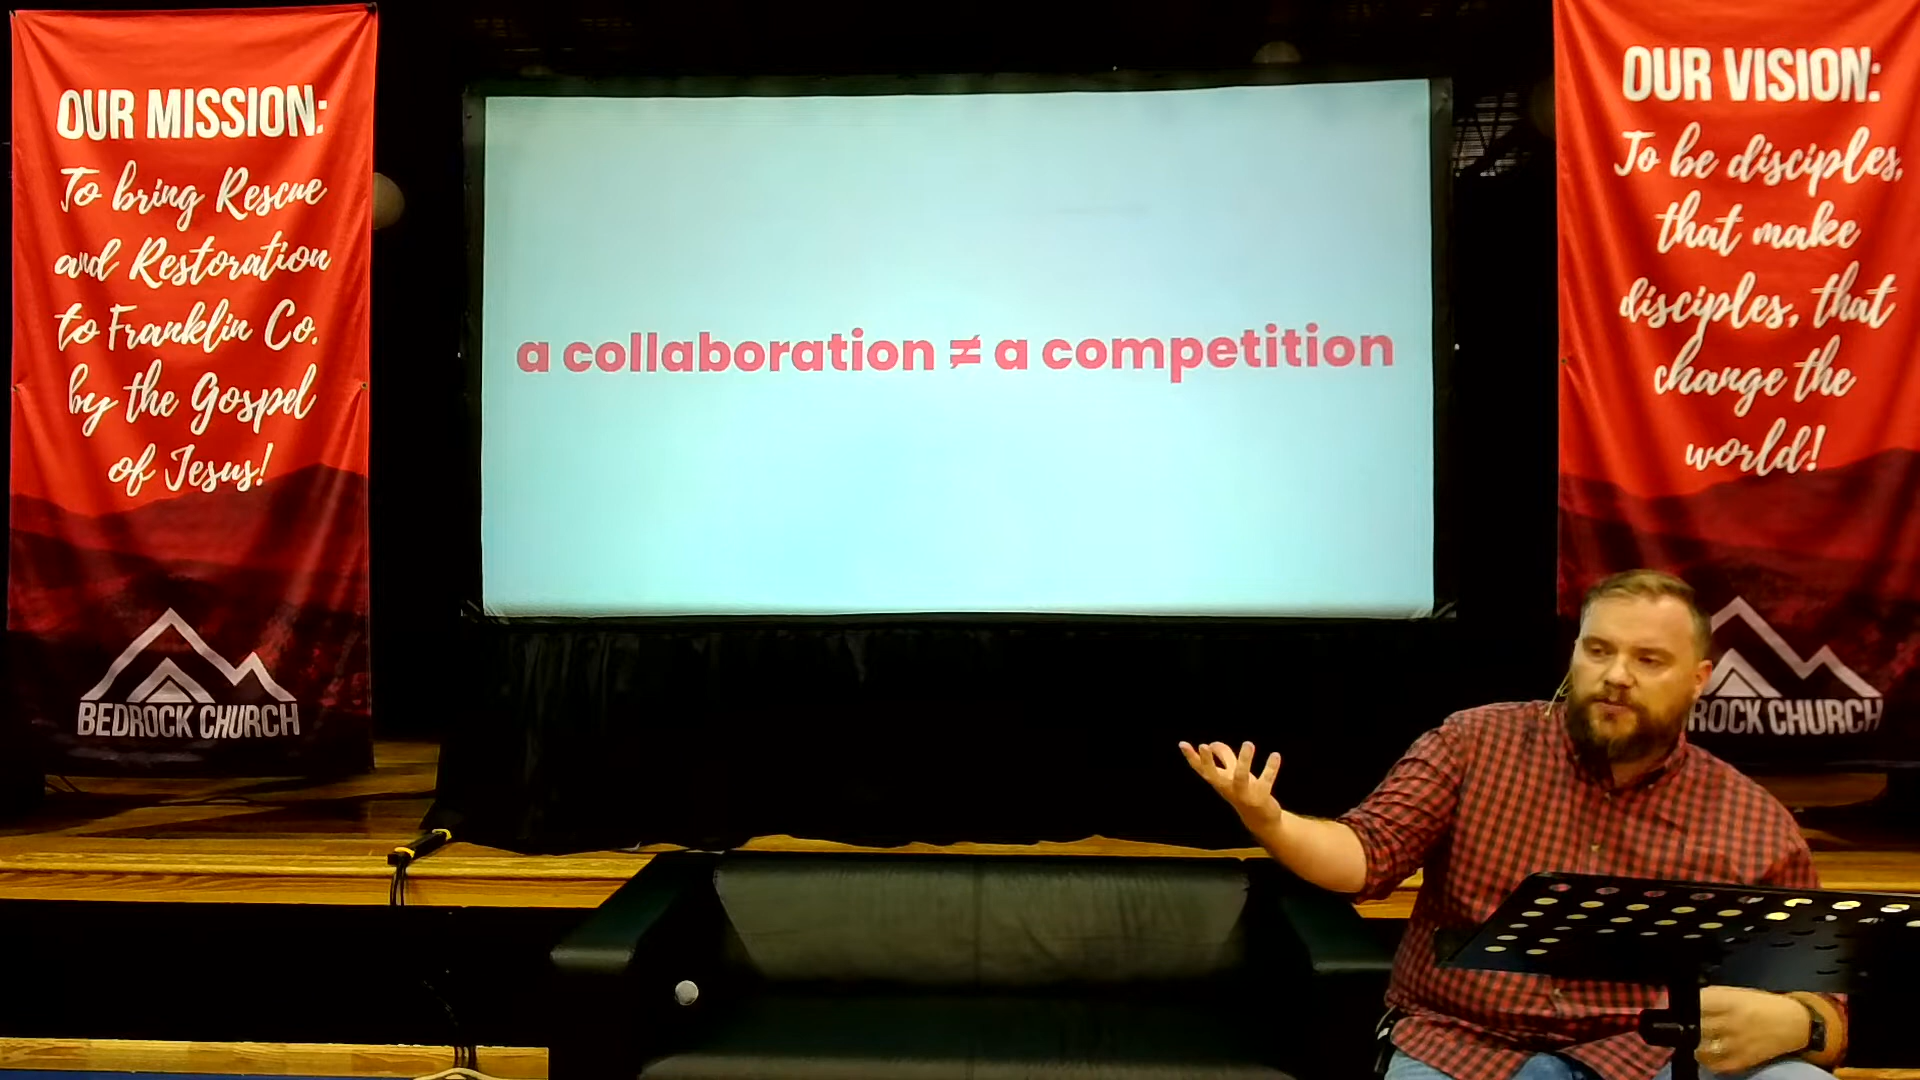 OUR MISSION:
To bring Rescue
and Restoration
to Franklin Co.
by the Gospel
of Jesus!
BEDROCK CHURCH
a collaboration ≠ a competition
OUR VISION:
To be disciples,
that make
disciples, that
change the
world!
ROCK CHURCH